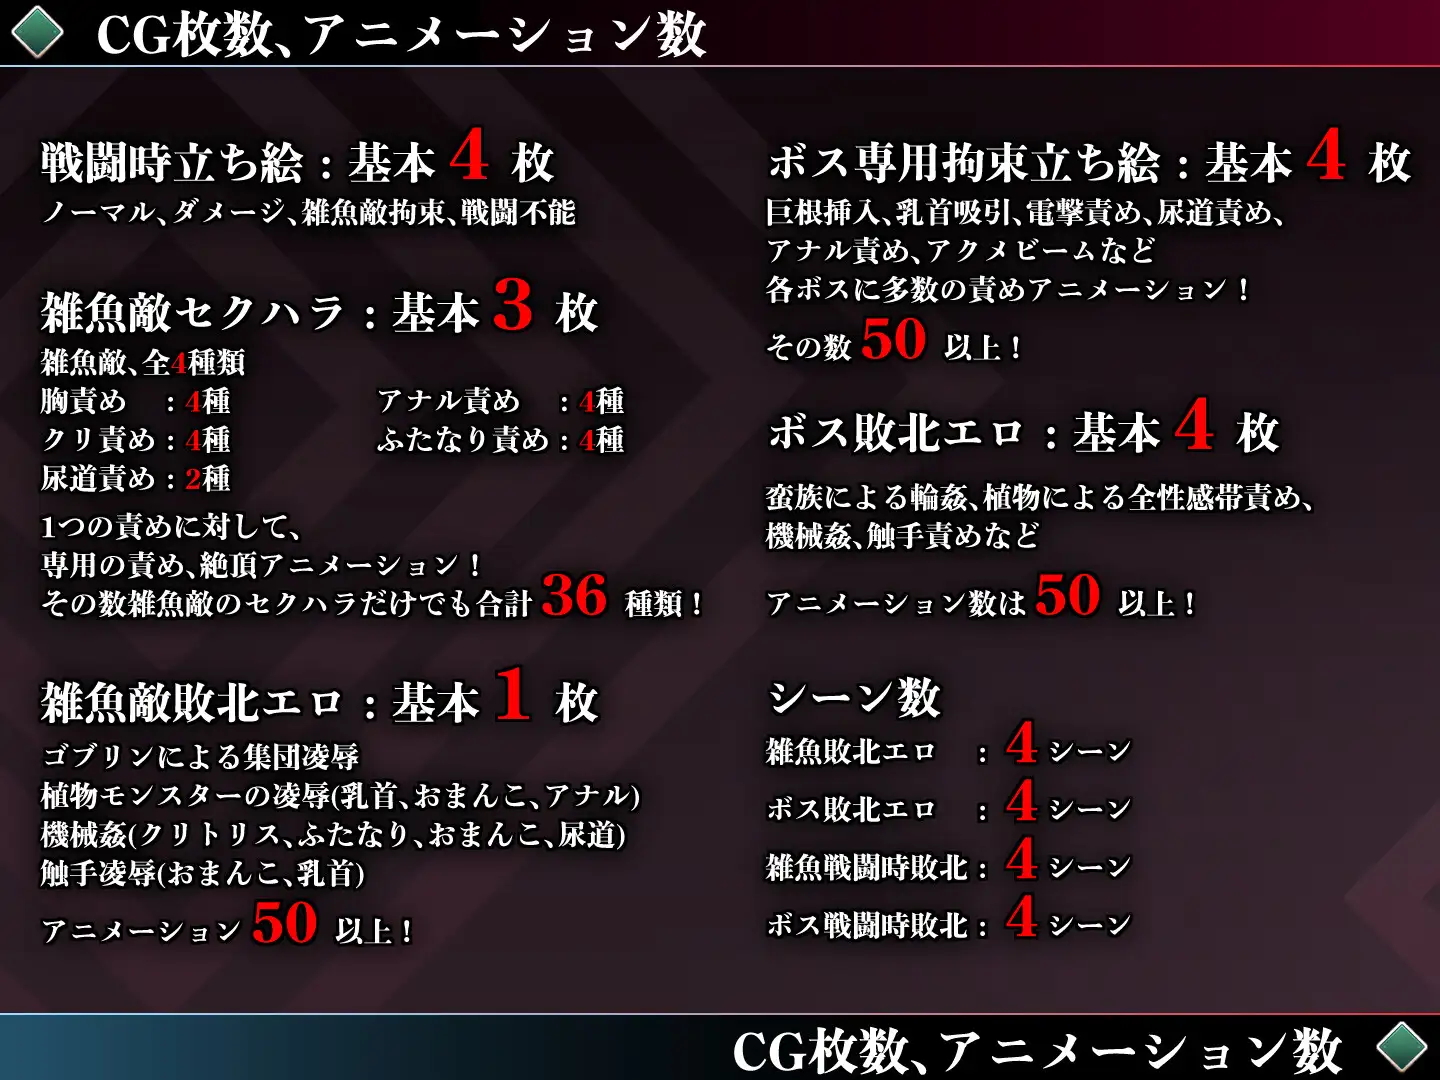 CG枚数、アニメーション数
戦闘時立ち絵：基本4枚
ノーマル、ダメージ、雑魚敵拘束、戦闘不能
雑魚敵セクハラ：基本3枚
雑魚敵、全4種類
胸責め　：4種　アナル責め　：4種
クリ責め：4種　ふたなり責め：4種
尿道責め：2種
1つの責めに対して、
専用の責め、絶頂アニメーション！
その数雑魚敵のセクハラだけでも合計36種類！
雑魚敵敗北エロ：基本1枚
ゴブリンによる集団凌辱
植物モンスターの凌辱(乳首、おまんこ、アナル)
機械姦(クリトリス、ふたなり、おまんこ、尿道)
触手凌辱(おまんこ、乳首)
アニメーション50以上！
ボス専用拘束立ち絵：基本4枚
巨根挿入、乳首吸引、電撃責め、尿道責め、
アナル責め、アクメビームなど
各ボスに多数の責めアニメーション！
その数50以上！
ボス敗北エロ：基本4枚
蛮族による輪姦、植物による全性感帯責め、
機械姦、触手責めなど
アニメーション数は50以上！
シーン数
雑魚敗北エロ　：4シーン
ボス敗北エロ　：4シーン
雑魚戦闘時敗北：4シーン
ボス戦闘時敗北：4シーン
CG枚数、アニメーション数